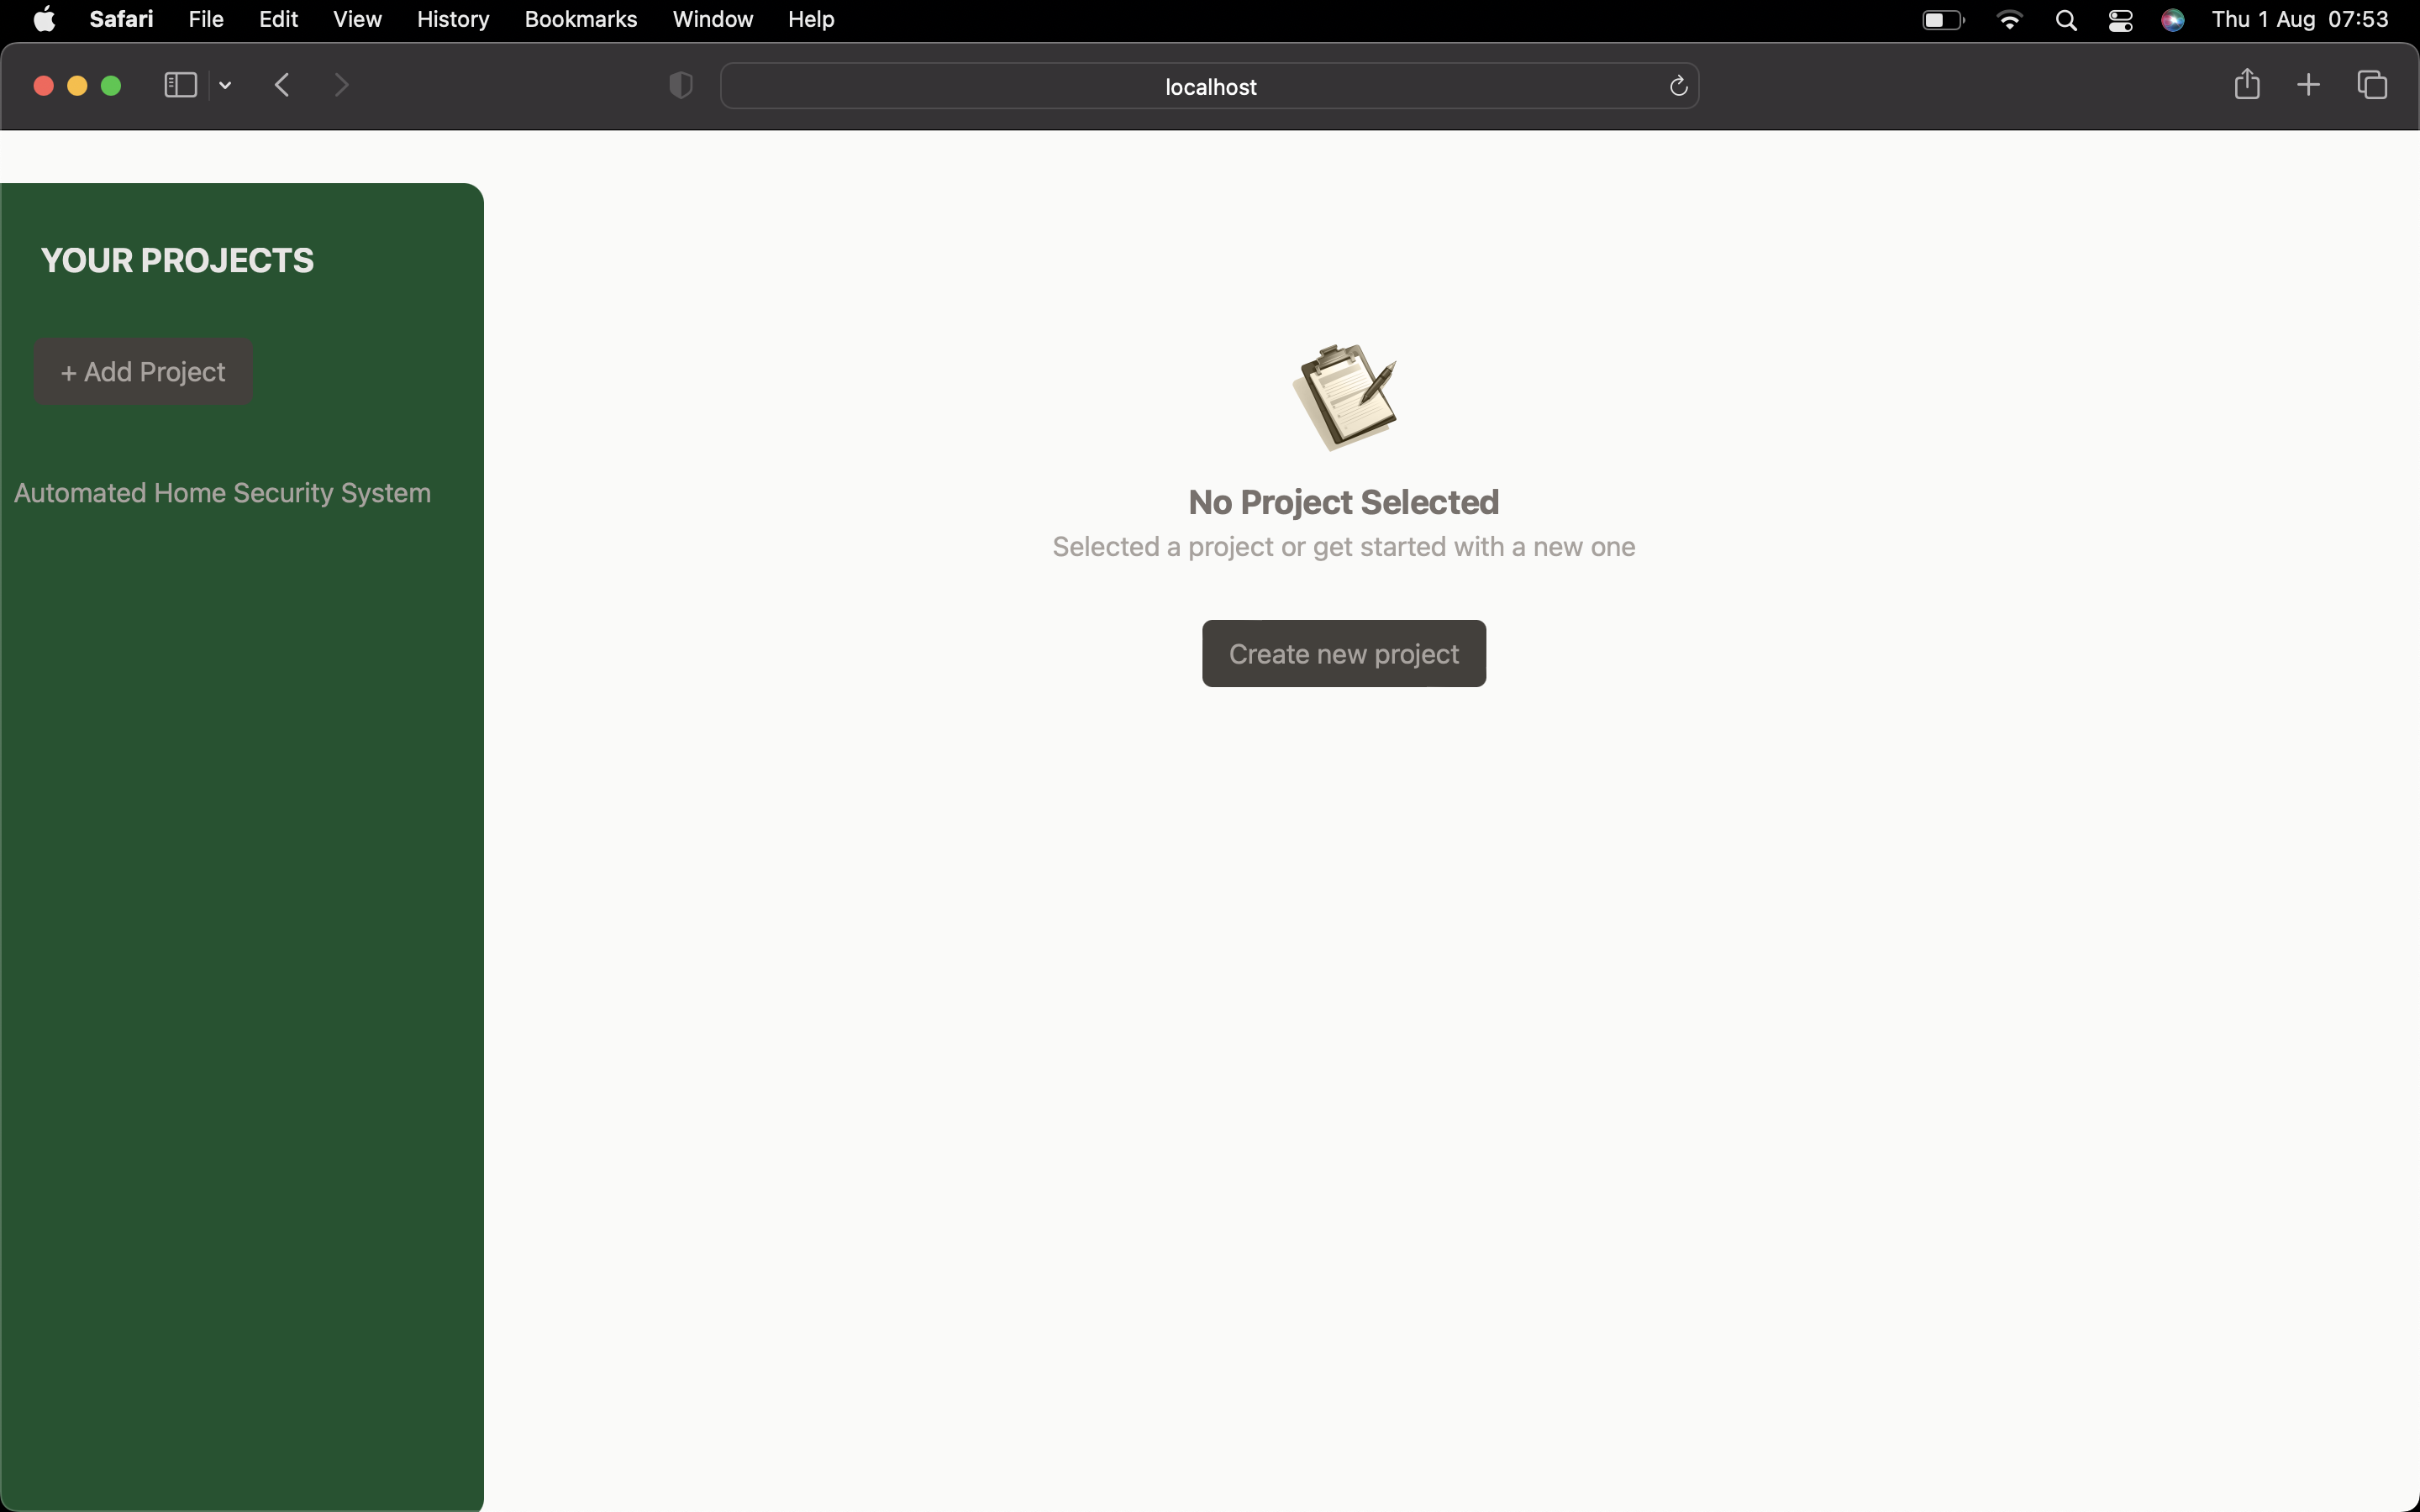 Safari File Edit View History Bookmarks Window Help Thu 1 Aug 07:53
localhost
YOUR PROJECTS
+ Add Project
Automated Home Security System
No Project Selected
Selected a project or get started with a new one
Create new project